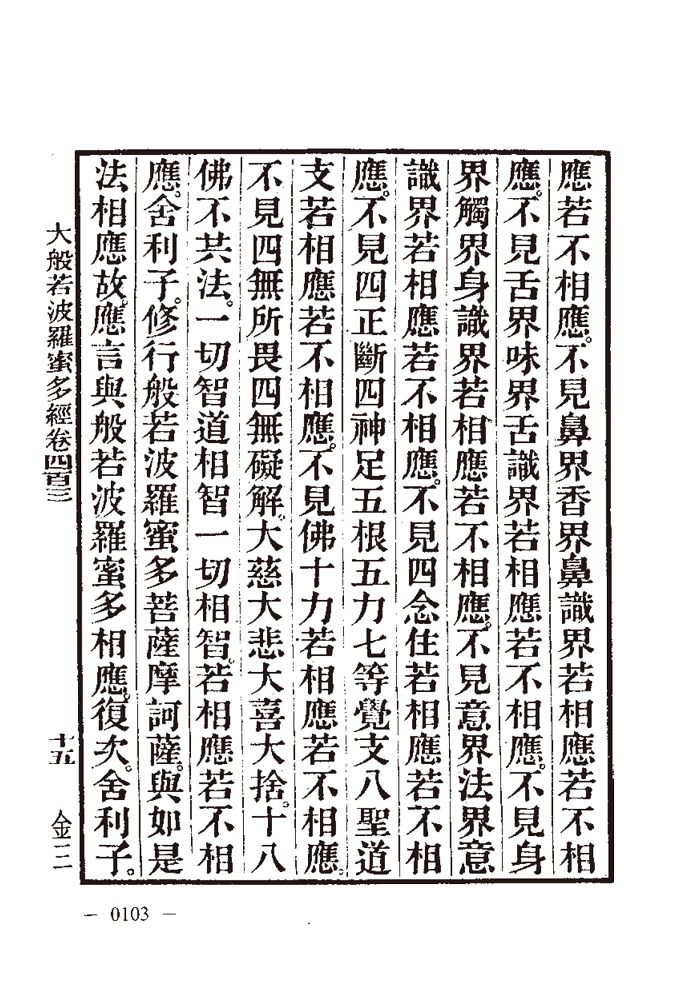 應若不相應。不見鼻界香界鼻識界若相應若不相
應。不見舌界味界舌識界若相應若不相應。不見身
界觸界身識界若相應若不相應。不見意界法界意
識界若相應若不相應。不見四念住若相應若不相
應。不見四正斷四神足五根五力七等覺支八聖道
支若相應若不相應。不見佛十力若相應若不相應。
不見四無所畏四無礙解。大慈大悲大喜大捨。十八
佛不共法。一切智道相智一切相智。若相應若不相
應。舍利子。修行般若波羅蜜多菩薩摩訶薩。與如是
法相應故。應言與般若波羅蜜多相應。復次。舍利子。
大般若波羅蜜多經卷四百三 十五 金三
— 0103 —